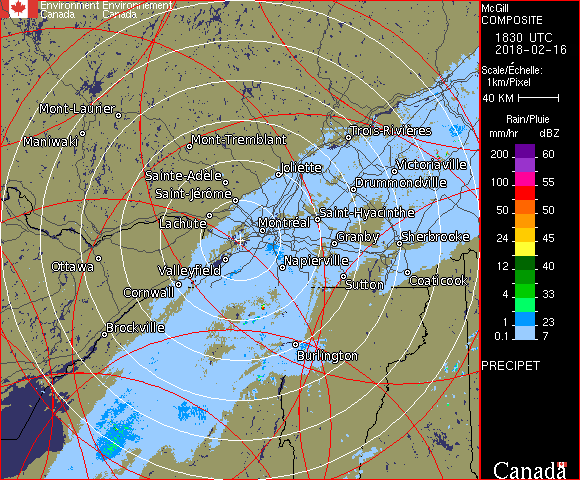 Environment Environnement
Canada Canada
McGill
COMPOSITE
1830 UTC
2018-02-16
Scale/Échelle:
1km/Pixel
40 KM
Rain/Pluie
mm/hr dBZ
200 60
100 55
50 50
24 45
12 40
4 33
1 23
0.1 7
PRECIPET
Canada
Mont-Laurier
Maniwaki
Mont-Tremblant
Trois-Rivières
Sainte-Adèle
Joliette
Victoriaville
Saint-Jérôme
Drummondville
Lachute
Saint-Hyacinthe
Montréal
Granby
Sherbrooke
Ottawa
Valleyfield
Napierville
Cornwall
Sutton
Coaticook
Brockville
Burlington